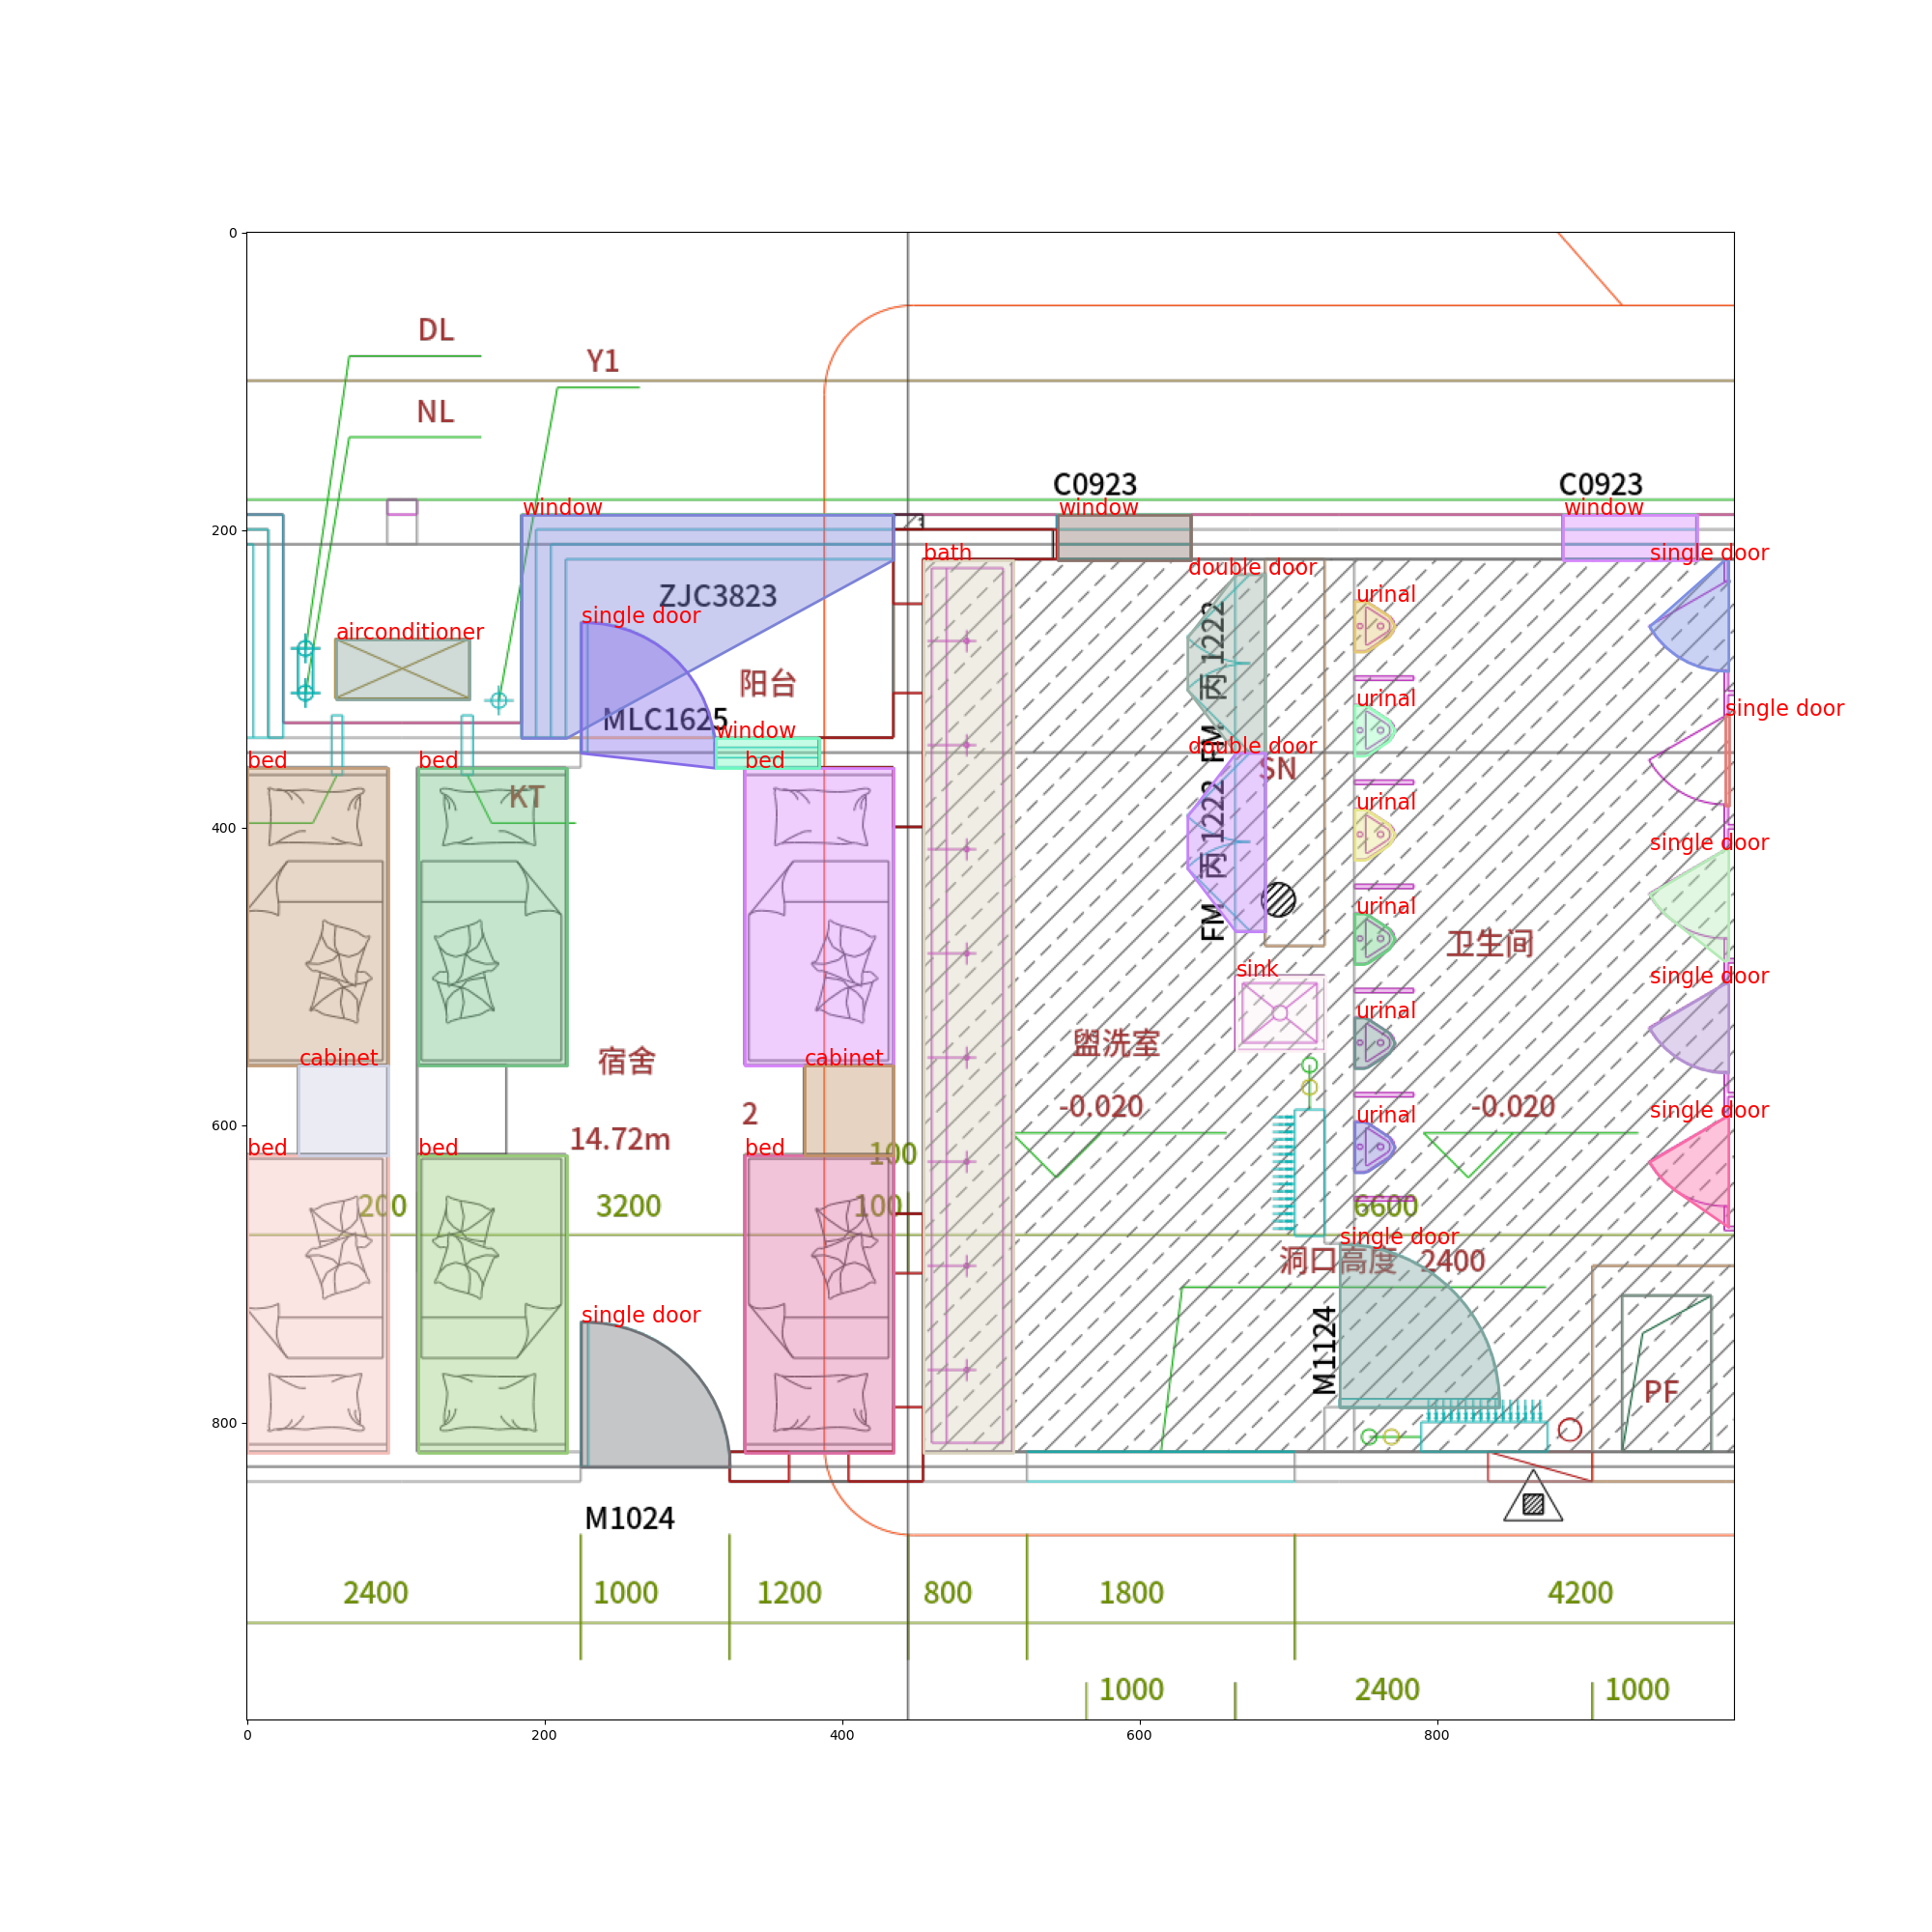 0
DL
Y1
NL
C0923
C0923
200
window
window
window
bath
single door
double door
ZJC3823
urinal
single door
airconditioner
丙 1222
阳台
urinal
single door
MLC1625
window
FM
double door
bed
bed
bed
SN
KT
丙 1222
urinal
400
single door
urinal
FM
卫生间
sink
single door
urinal
盥洗室
宿舍
cabinet
cabinet
-0.020
-0.020
2
urinal
single door
600
14.72m
100
bed
bed
bed
200
3200
100
6600
single door
洞口高度
2400
single door
M1124
PF
800
M1024
2400
1000
1200
800
1800
4200
1000
2400
1000
0
200
400
600
800